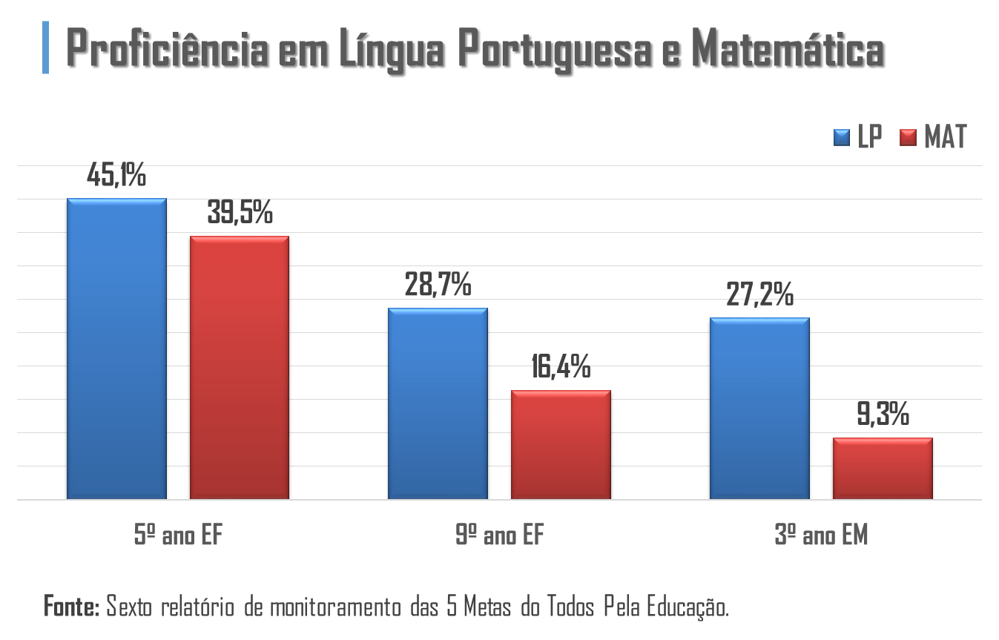 Proficiência em Língua Portuguesa e Matemática
LP MAT
45,1%
39,5%
28,7%
16,4%
27,2%
9,3%
5º ano EF 9º ano EF 3º ano EM
Fonte: Sexto relatório de monitoramento das 5 Metas do Todos Pela Educação.